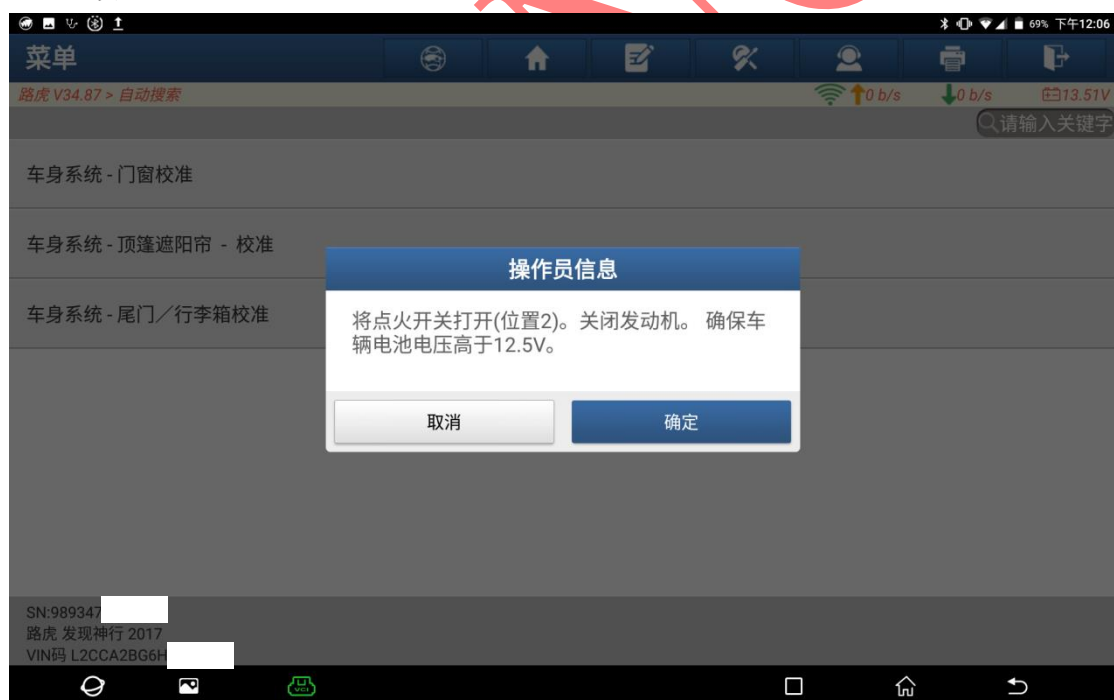 69% 下午12:06
菜单
路虎 V34.87 > 自动搜索
0 b/s
0 b/s
13.51V
请输入关键字
车身系统 - 门窗校准
车身系统 - 顶篷遮阳帘 - 校准
车身系统 - 尾门／行李箱校准
操作员信息
将点火开关打开(位置2)。关闭发动机。 确保车
辆电池电压高于12.5V。
取消
确定
SN:989347
路虎 发现神行 2017
VIN码 L2CCA2BG6H
VCI